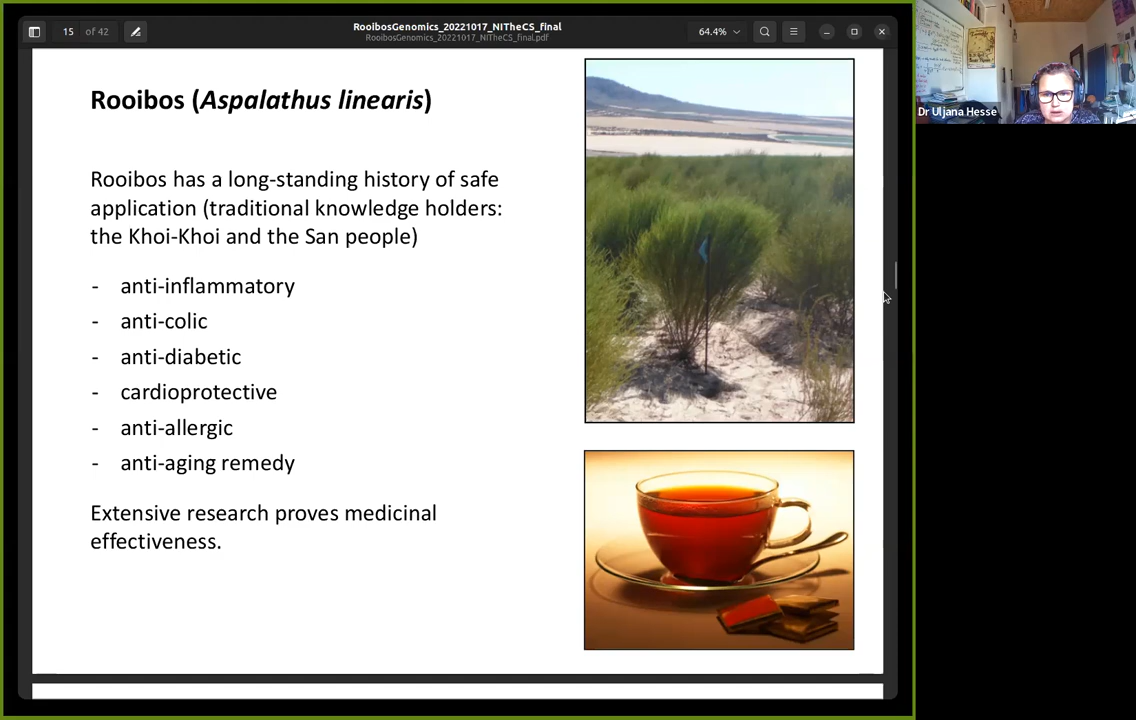 15 of 42
RooibosGenomics_20221017_NITheCS_final
RooibosGenomics_20221017_NITheCS_final.pdf
64.4%
Dr Uljana Hesse
Rooibos (Aspalathus linearis)
Rooibos has a long-standing history of safe
application (traditional knowledge holders:
the Khoi-Khoi and the San people)
- anti-inflammatory
- anti-colic
- anti-diabetic
- cardioprotective
- anti-allergic
- anti-aging remedy
Extensive research proves medicinal
effectiveness.